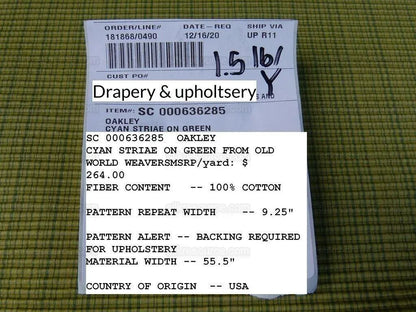 ORDER/LINE# DATE-REQ SHIP VIA
181868/0490 12/16/20 UP R11
1.5 lb/
Y
CUST PO#
Drapery & upholtsery
S AND
ITEM#: SC 000636285
OAKLEY
CYAN STRIAE ON GREEN
SC 000636285 OAKLEY
CYAN STRIAE ON GREEN FROM OLD
WORLD WEAVERSMSRP/yard: $
264.00
FIBER CONTENT -- 100% COTTON
PATTERN REPEAT WIDTH -- 9.25"
PATTERN ALERT -- BACKING REQUIRED
FOR UPHOLSTERY
MATERIAL WIDTH -- 55.5"
COUNTRY OF ORIGIN -- USA